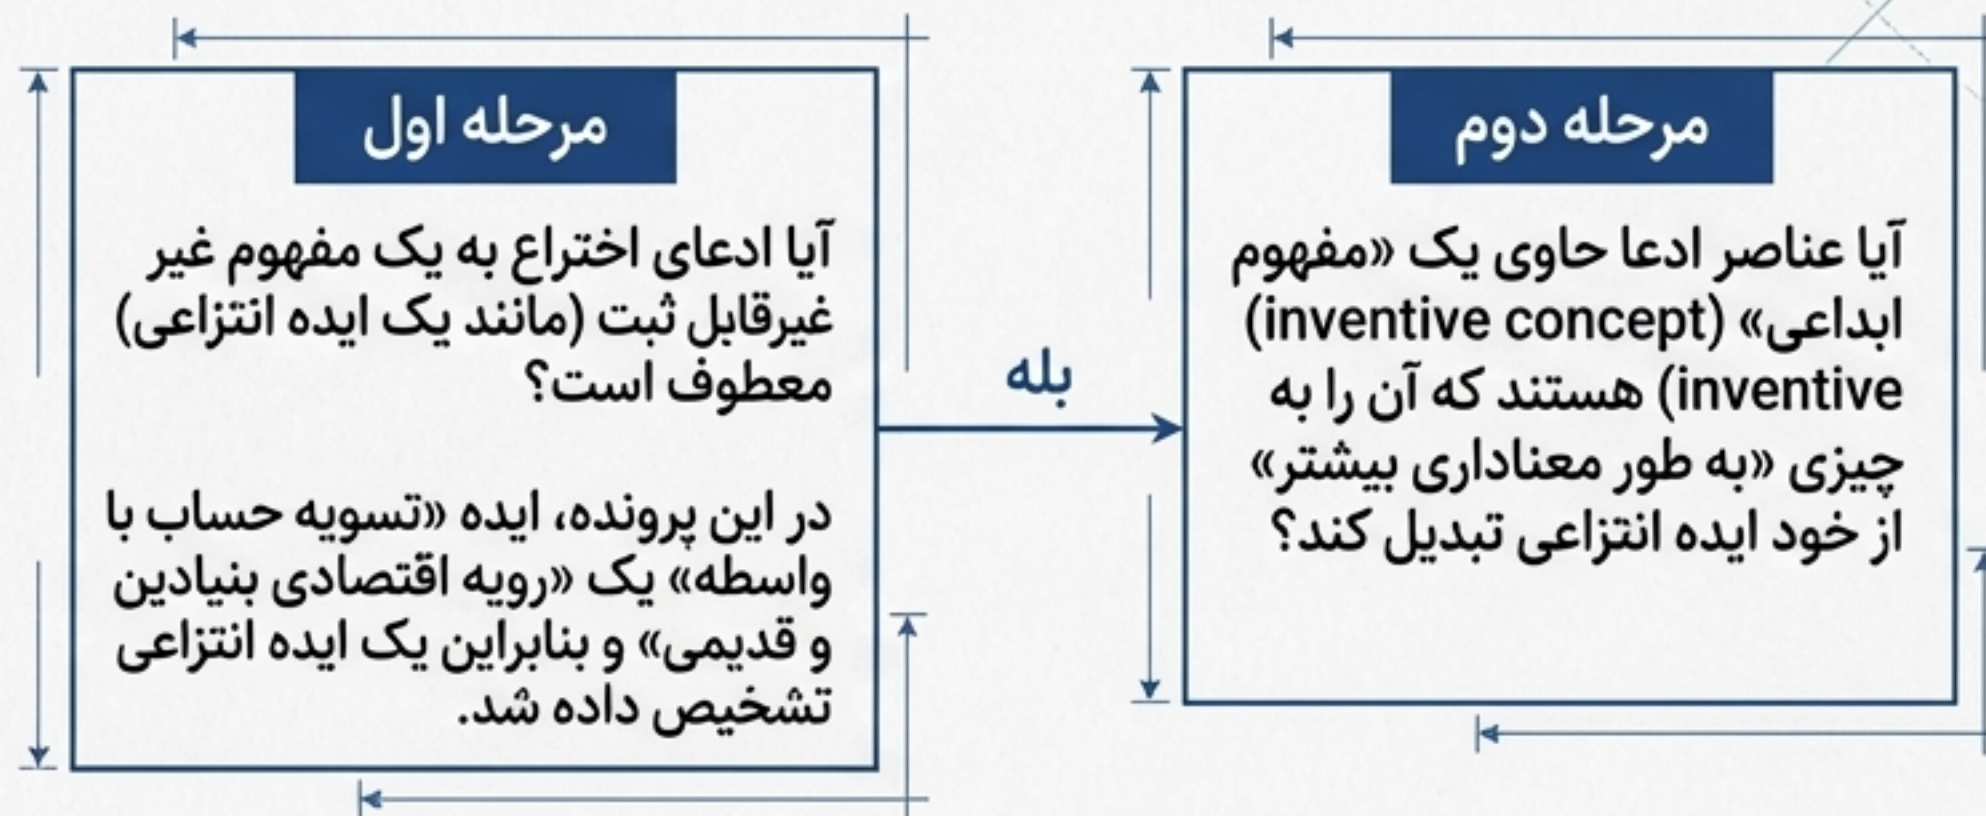 مرحله اول
آیا ادعای اختراع به یک مفهوم غیر
غیرقابل ثبت (مانند یک ایده انتزاعی)
معطوف است؟
در این پرونده، ایده «تسویه حساب با
واسطه» یک «رویه اقتصادی بنیادین
و قدیمی» و بنابراین یک ایده انتزاعی
تشخیص داده شد.
بله
مرحله دوم
آیا عناصر ادعا حاوی یک «مفهوم
ابداعی» (inventive concept)
inventive) هستند که آن را به
چیزی «به طور معناداری بیشتر»
از خود ایده انتزاعی تبدیل کند؟